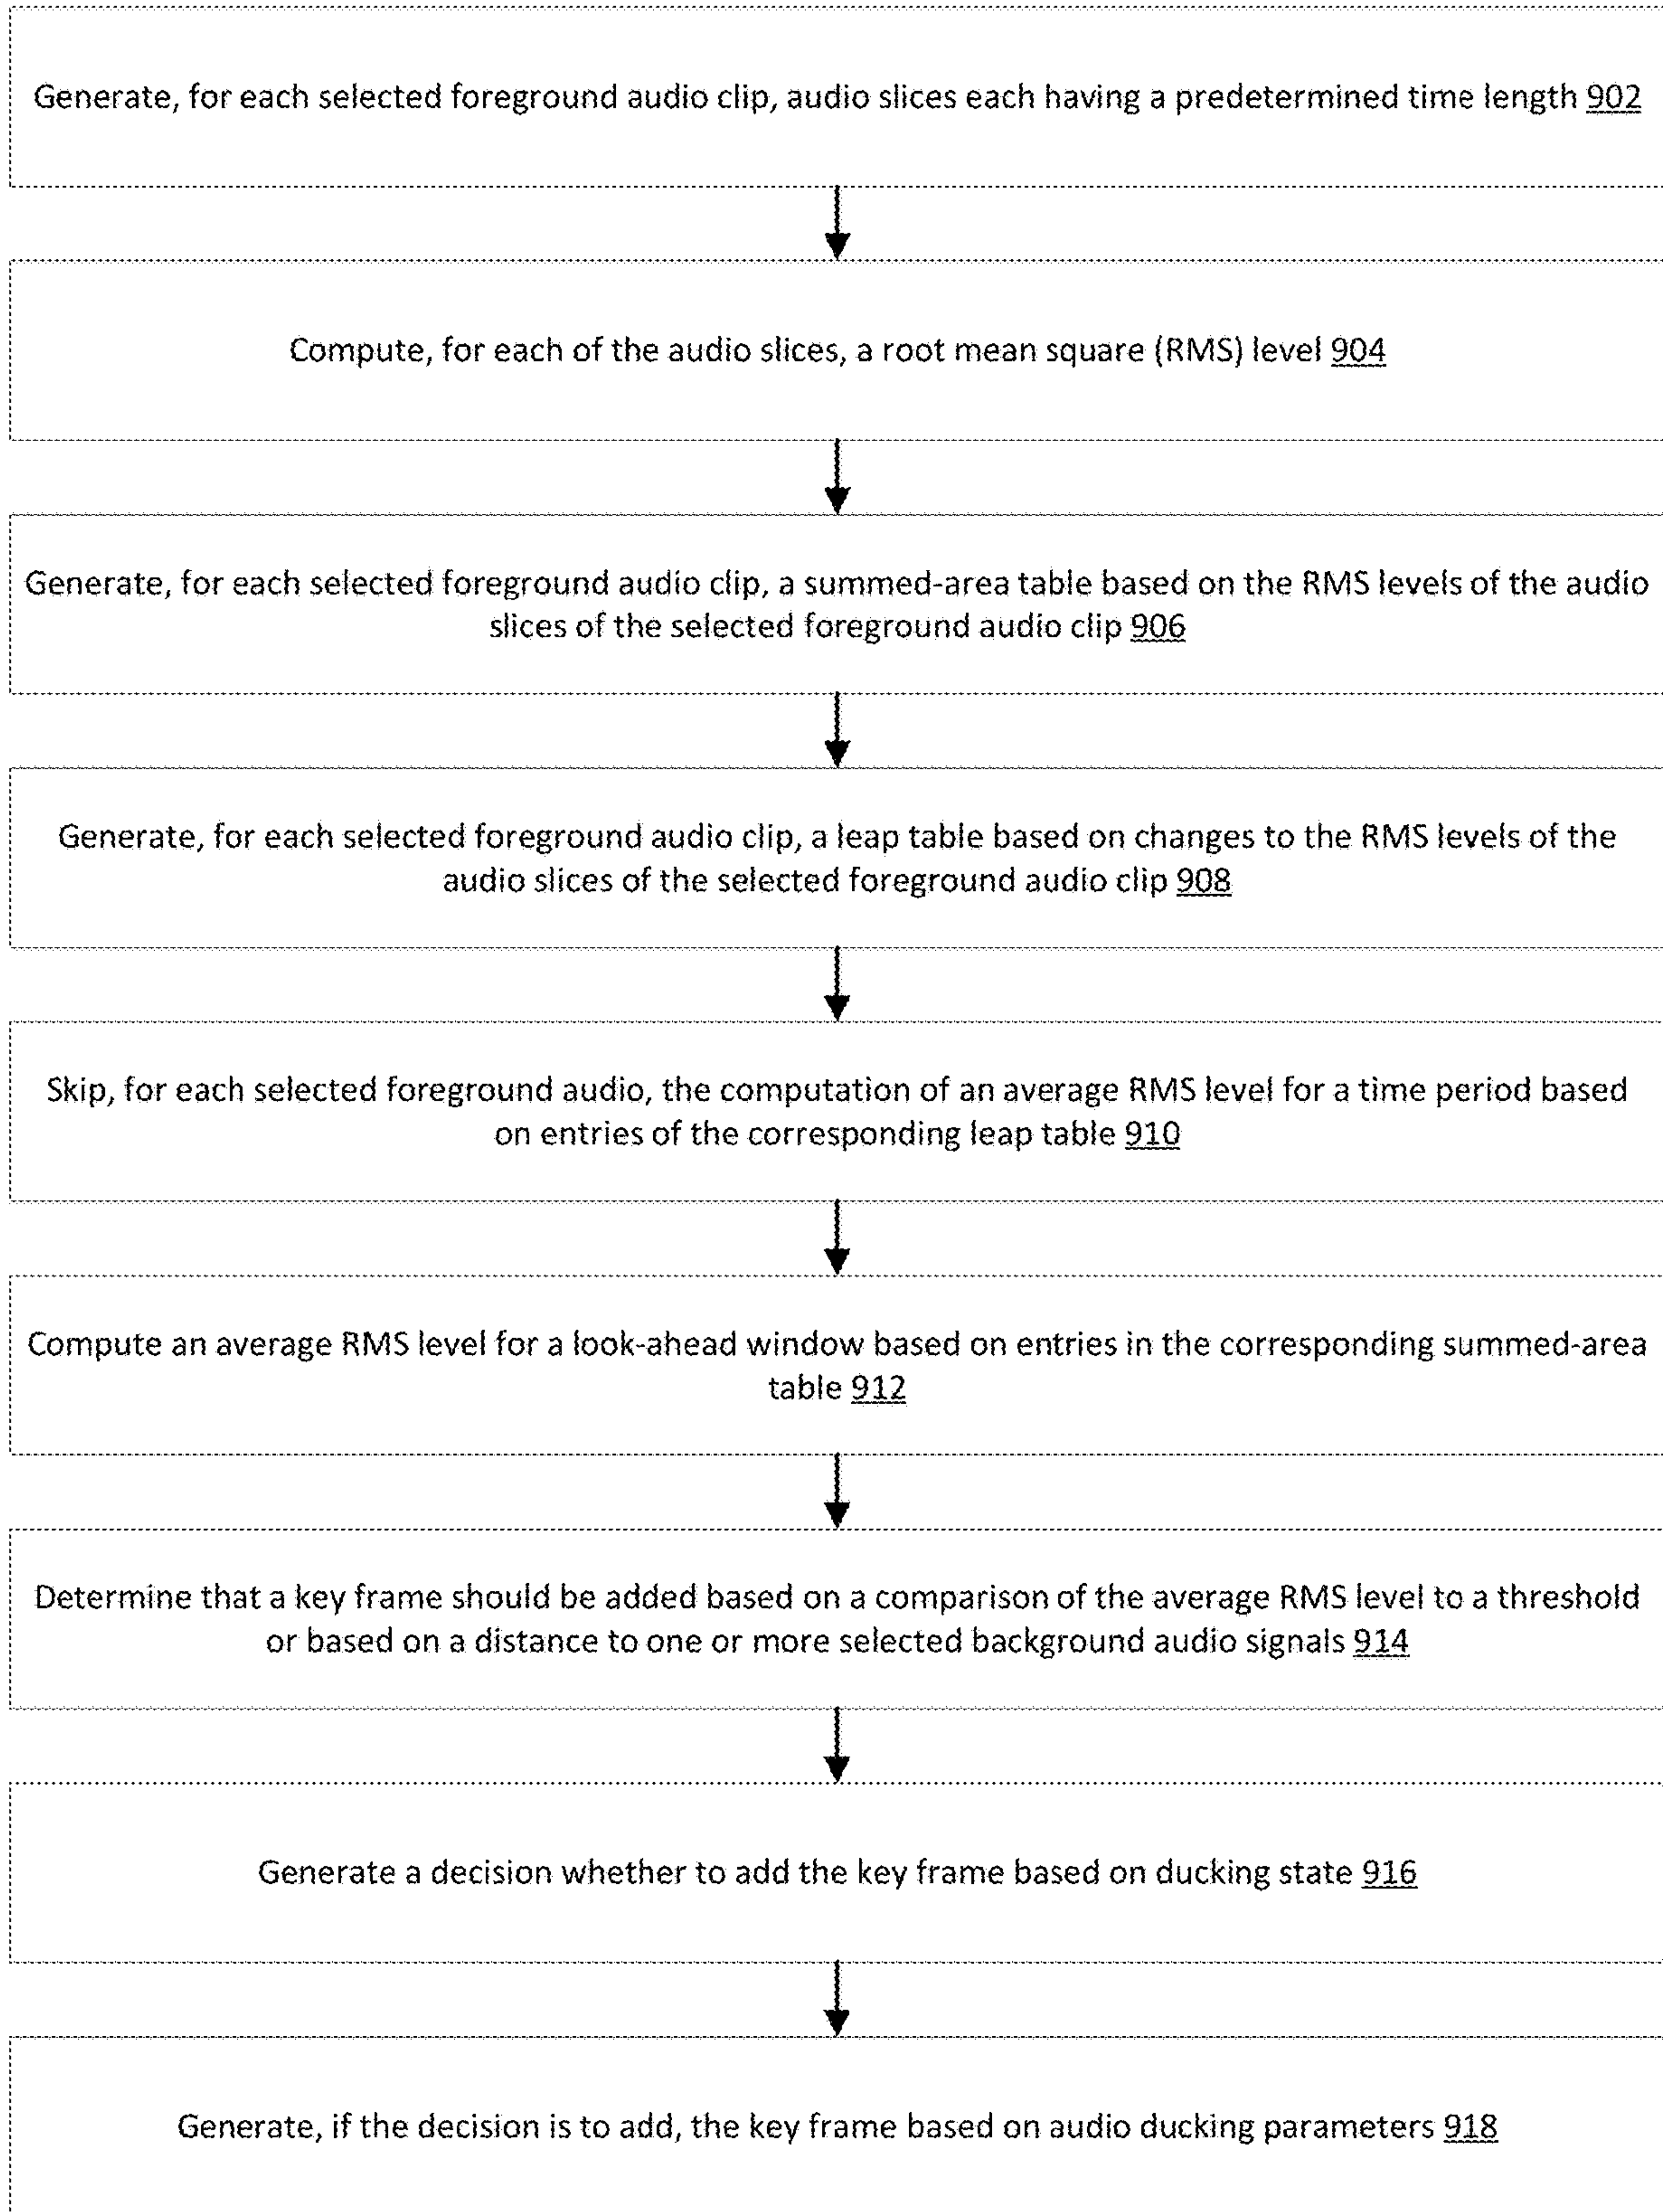 Generate, for each selected foreground audio clip, audio slices each having a predetermined time length 902
Compute, for each of the audio slices, a root mean square (RMS) level 904
Generate, for each selected foreground audio clip, a summed-area table based on the RMS levels of the audio
slices of the selected foreground audio clip 906
Generate, for each selected foreground audio clip, a leap table based on changes to the RMS levels of the
audio slices of the selected foreground audio clip 908
Skip, for each selected foreground audio, the computation of an average RMS level for a time period based
on entries of the corresponding leap table 910
Compute an average RMS level for a look-ahead window based on entries in the corresponding summed-area
table 912
Determine that a key frame should be added based on a comparison of the average RMS level to a threshold
or based on a distance to one or more selected background audio signals 914
Generate a decision whether to add the key frame based on ducking state 916
Generate, if the decision is to add, the key frame based on audio ducking parameters 918